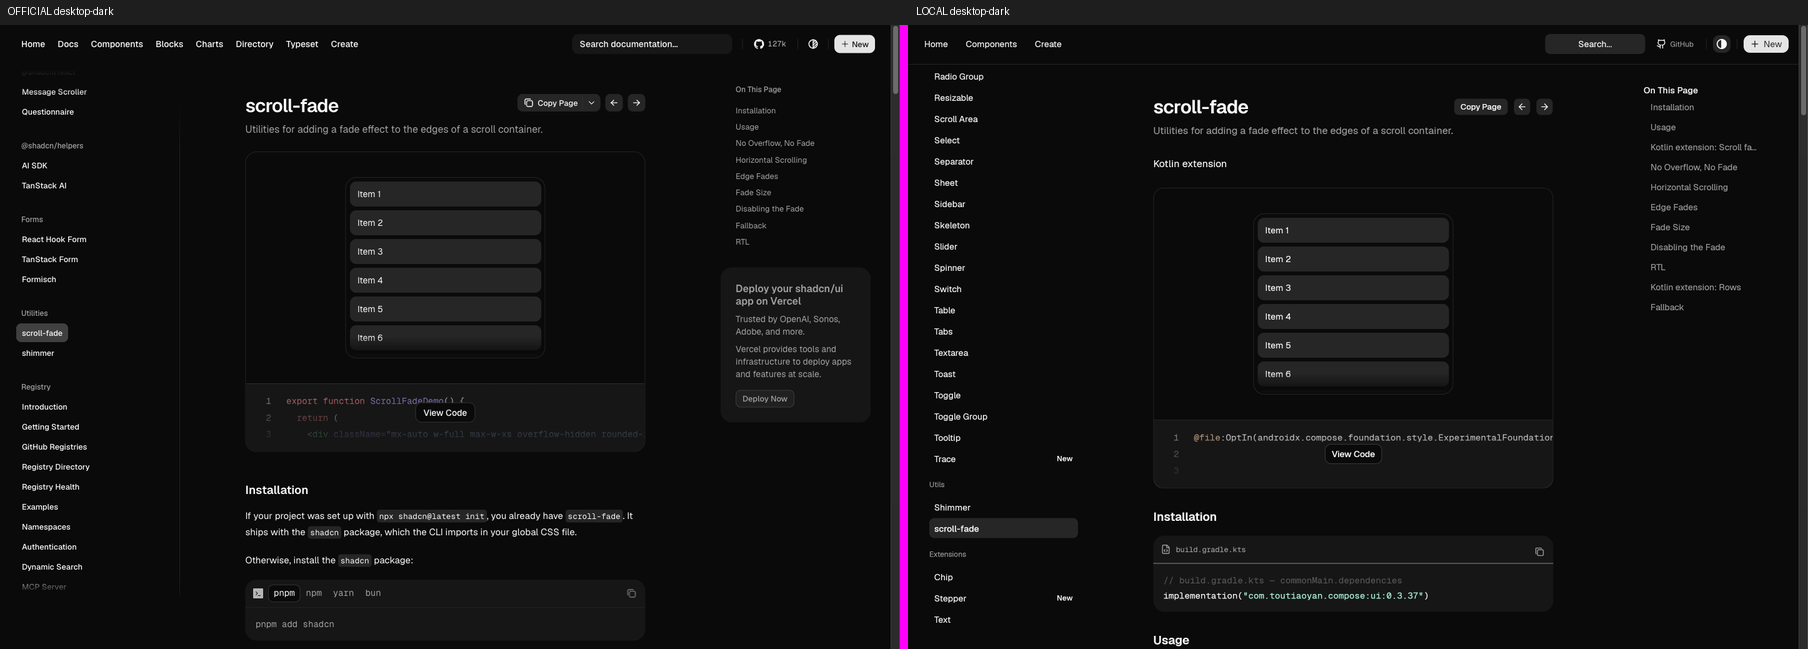 OFFICIAL desktop-dark
Home Docs Components Blocks Charts Directory Typeset Create
Search documentation...
127k
+ New
Message Scroller
Questionnaire
@shadcn/helpers
AI SDK
TanStack AI
Forms
React Hook Form
TanStack Form
Formisch
Utilities
scroll-fade
shimmer
Registry
Introduction
Getting Started
GitHub Registries
Registry Directory
Registry Health
Examples
Namespaces
Authentication
Dynamic Search
MCP Server
scroll-fade
Copy Page
Utilities for adding a fade effect to the edges of a scroll container.
Item 1
Item 2
Item 3
Item 4
Item 5
Item 6
1 export function ScrollFadeDemo() {
2 return (
3 <div className="mx-auto w-full max-w-xs overflow-hidden rounded-
View Code
Installation
If your project was set up with npx shadcn@latest init, you already have scroll-fade. It
ships with the shadcn package, which the CLI imports in your global CSS file.
Otherwise, install the shadcn package:
pnpm npm yarn bun
pnpm add shadcn
On This Page
Installation
Usage
No Overflow, No Fade
Horizontal Scrolling
Edge Fades
Fade Size
Disabling the Fade
Fallback
RTL
Deploy your shadcn/ui
app on Vercel
Trusted by OpenAI, Sonos,
Adobe, and more.
Vercel provides tools and
infrastructure to deploy apps
and features at scale.
Deploy Now
LOCAL desktop-dark
Home Components Create
Search...
GitHub
+ New
Radio Group
Resizable
Scroll Area
Select
Separator
Sheet
Sidebar
Skeleton
Slider
Spinner
Switch
Table
Tabs
Textarea
Toast
Toggle
Toggle Group
Tooltip
Trace New
Utils
Shimmer
scroll-fade
Extensions
Chip
Stepper New
Text
scroll-fade
Copy Page
Utilities for adding a fade effect to the edges of a scroll container.
Kotlin extension
Item 1
Item 2
Item 3
Item 4
Item 5
Item 6
1 @file:OptIn(androidx.compose.foundation.style.ExperimentalFoundation
2
3
View Code
Installation
build.gradle.kts
// build.gradle.kts — commonMain.dependencies
implementation("com.toutiaoyan.compose:ui:0.3.37")
Usage
On This Page
Installation
Usage
Kotlin extension: Scroll fa...
No Overflow, No Fade
Horizontal Scrolling
Edge Fades
Fade Size
Disabling the Fade
RTL
Kotlin extension: Rows
Fallback